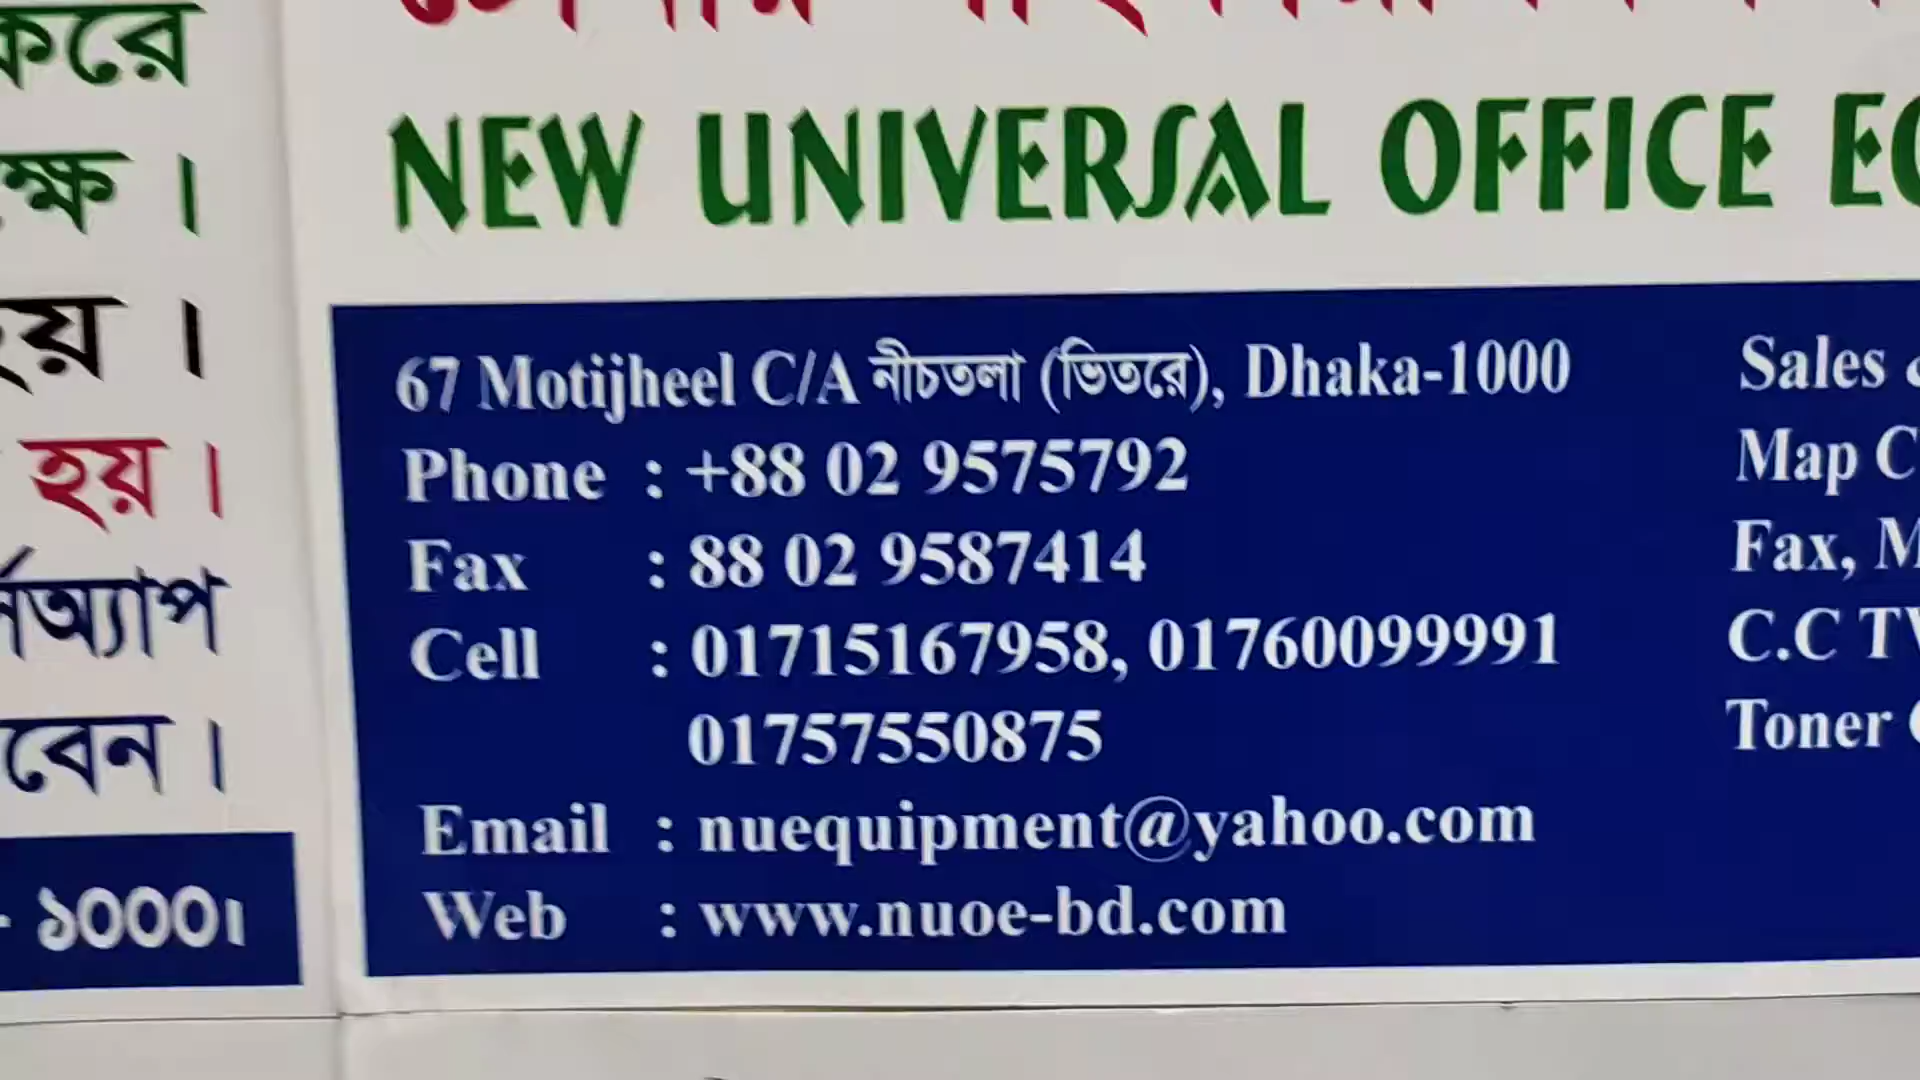 করে
NEW UNIVERSAL OFFICE
ক্ষে ।
হয় ।
67 Motijheel C/A নীচতলা (ভিতরে), Dhaka-1000
Phone : +88 02 9575792
Fax : 88 02 9587414
Cell : 01715167958, 01760099991
01757550875
Email : nuequipment@yahoo.com
Web : www.nuoe-bd.com
হয় ।
বেন ।
১০০০।
Sales
Map C
Fax, M
C.C TV
Toner